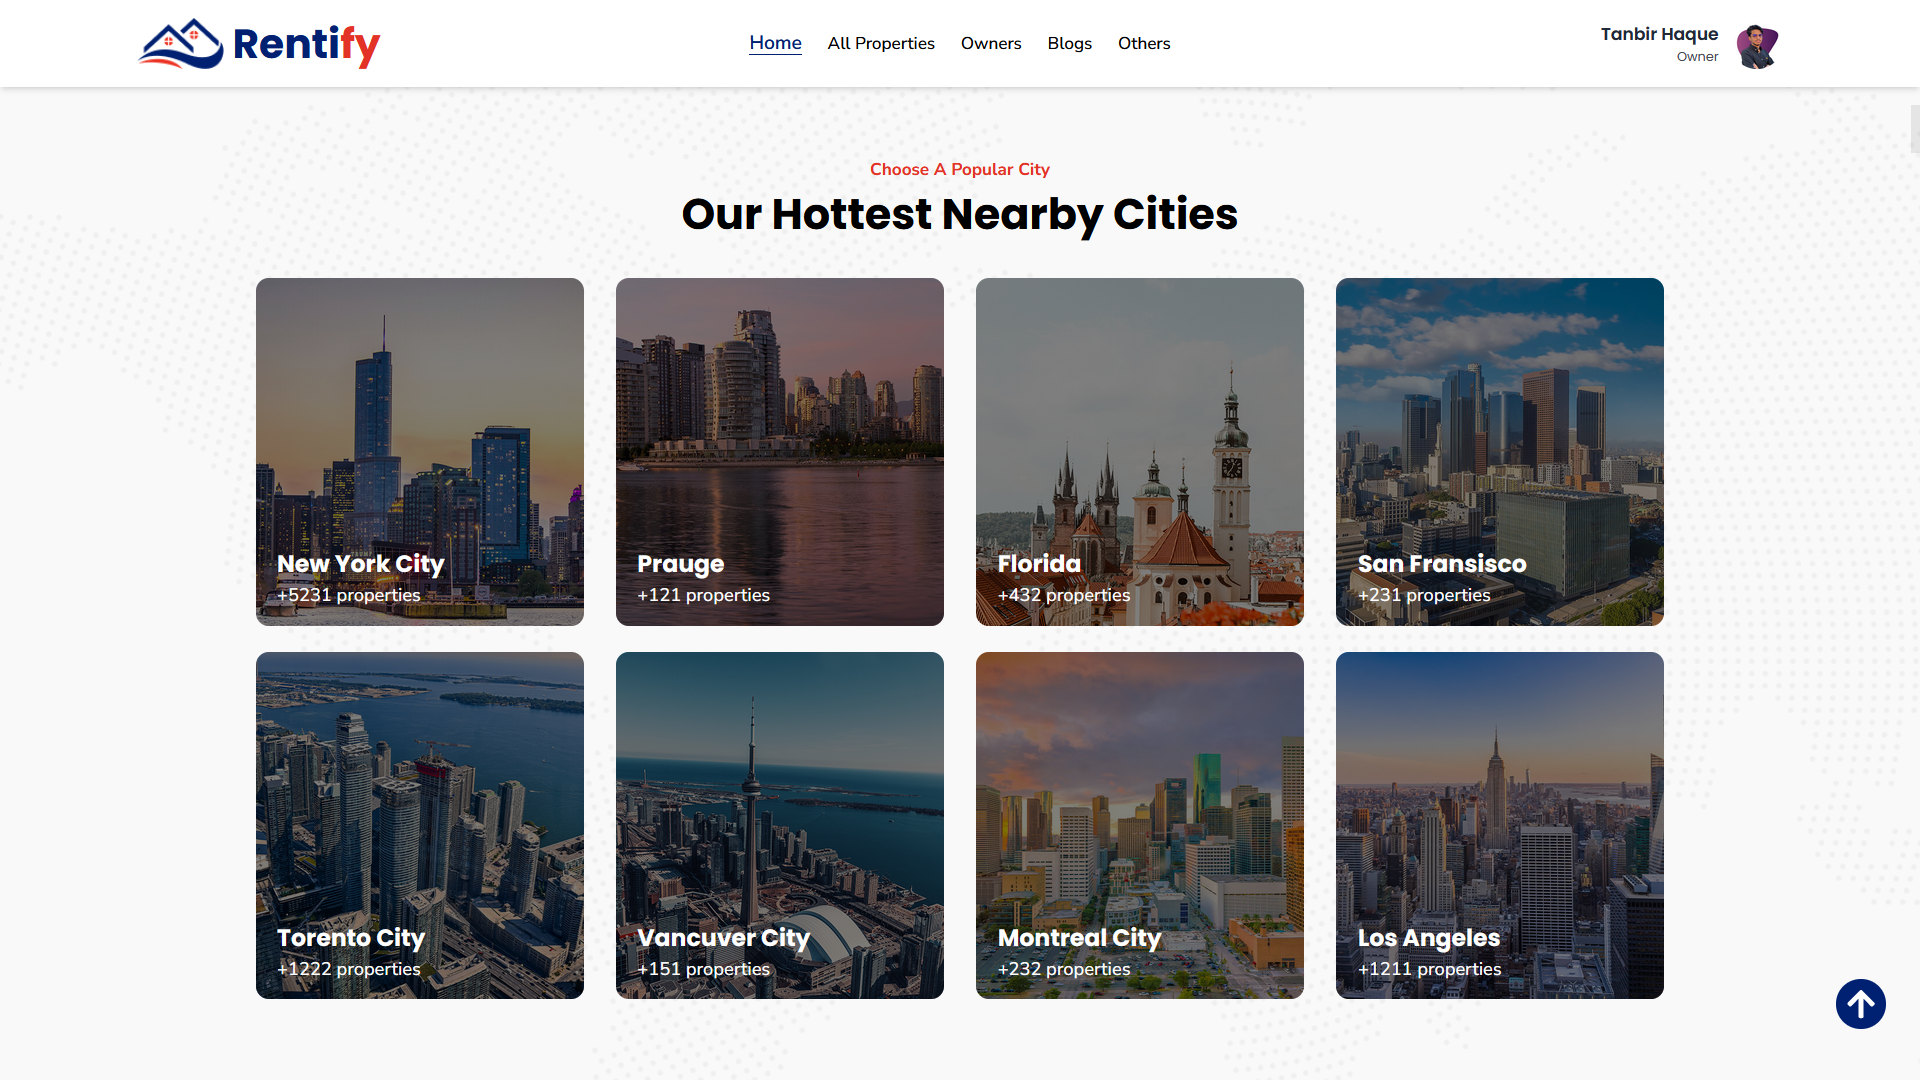 Rentify
Home All Properties Owners Blogs Others
Tanbir Haque
Owner
Choose A Popular City
Our Hottest Nearby Cities
New York City
+5231 properties
Prauge
+121 properties
Florida
+432 properties
San Fransisco
+231 properties
Torento City
+1222 properties
Vancuver City
+151 properties
Montreal City
+232 properties
Los Angeles
+1211 properties